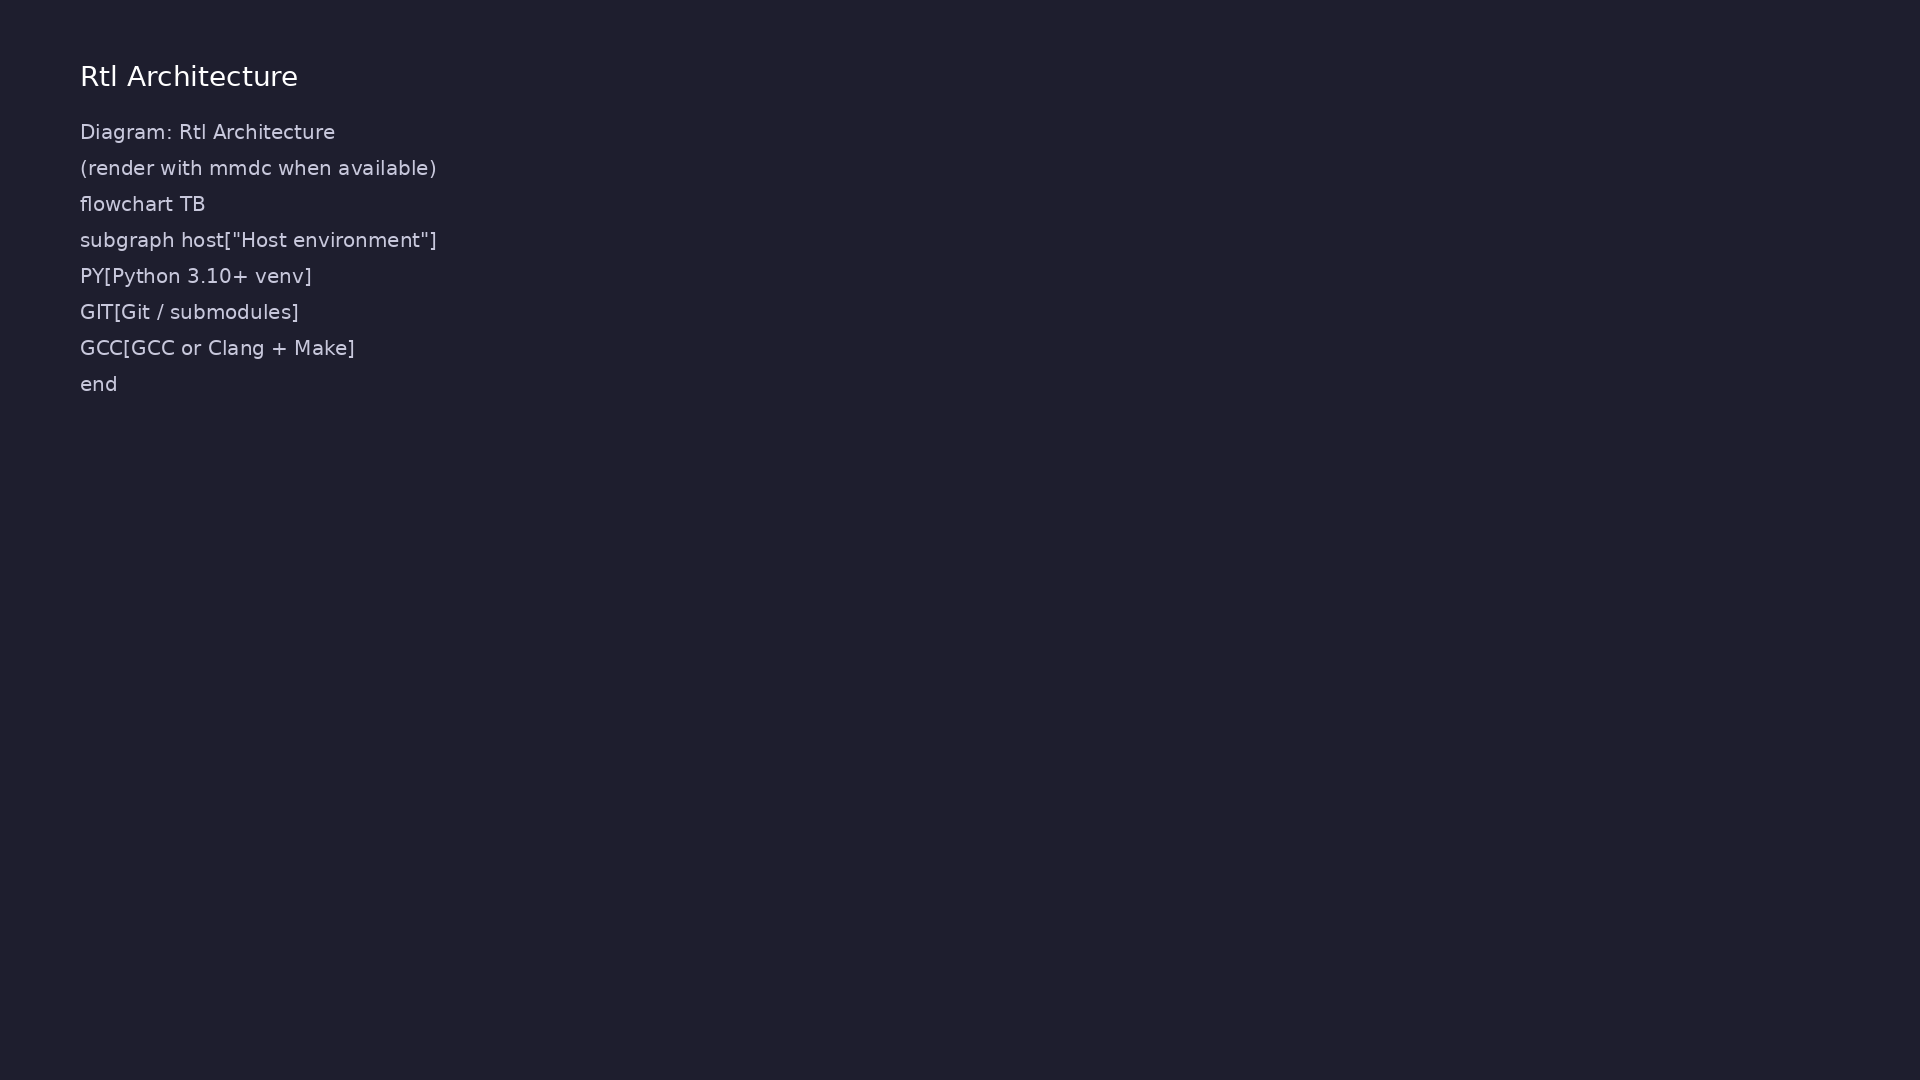 Rtl Architecture
Diagram: Rtl Architecture
(render with mmdc when available)
flowchart TB
subgraph host["Host environment"]
PY[Python 3.10+ venv]
GIT[Git / submodules]
GCC[GCC or Clang + Make]
end